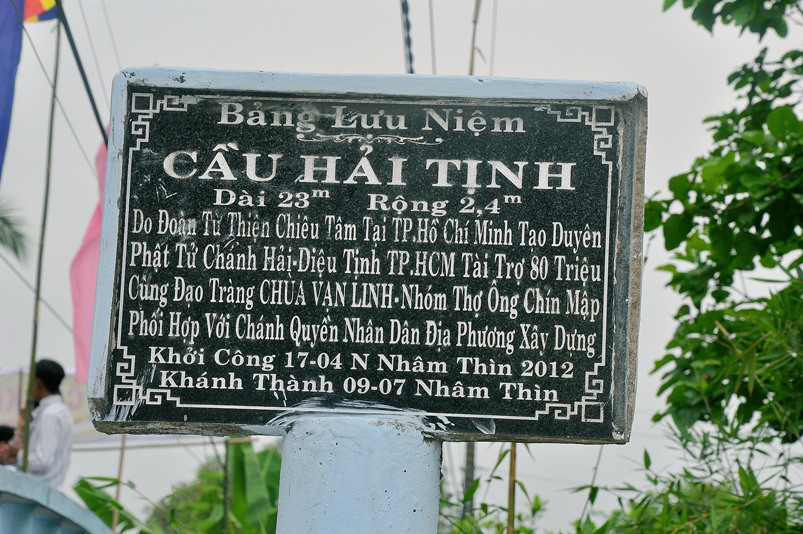 Bảng Lưu Niệm
CẦU HẢI TỊNH
Dài 23m Rộng 2,4m
Do Đoàn Từ Thiện Chiêu Tâm Tại TP.Hồ Chí Minh Tạo Duyên
Phật Tử Chánh Hải-Diệu Tịnh TP.HCM Tài Trợ 80 Triệu
Cùng Đạo Tràng CHÙA VẠN LINH-Nhóm Thợ Ông Chín Mập
Phối Hợp Với Chánh Quyền Nhân Dân Địa Phương Xây Dựng
Khởi Công 17-04 N Nhâm Thìn 2012
Khánh Thành 09-07 Nhâm Thìn